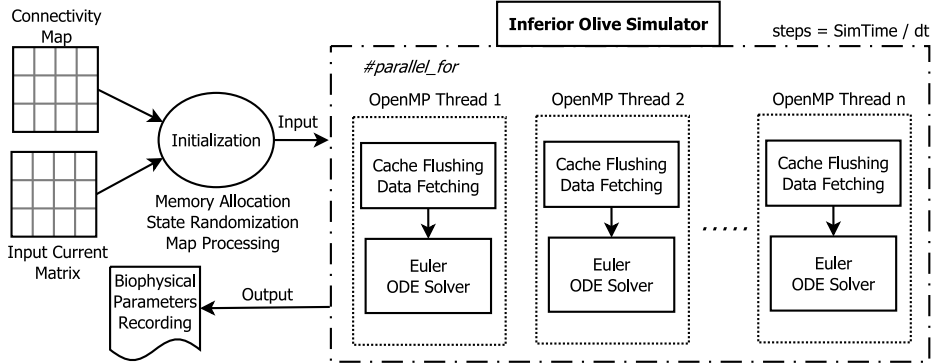 Connectivity
Map
Inferior Olive Simulator
steps = SimTime / dt
#parallel_for
OpenMP Thread 1
OpenMP Thread 2
OpenMP Thread n
Initialization
Input
Cache Flushing
Data Fetching
Cache Flushing
Data Fetching
Cache Flushing
Data Fetching
Memory Allocation
State Randomization
Map Processing
Input Current
Matrix
Euler
ODE Solver
Euler
ODE Solver
Euler
ODE Solver
Biophysical
Parameters
Recording
Output